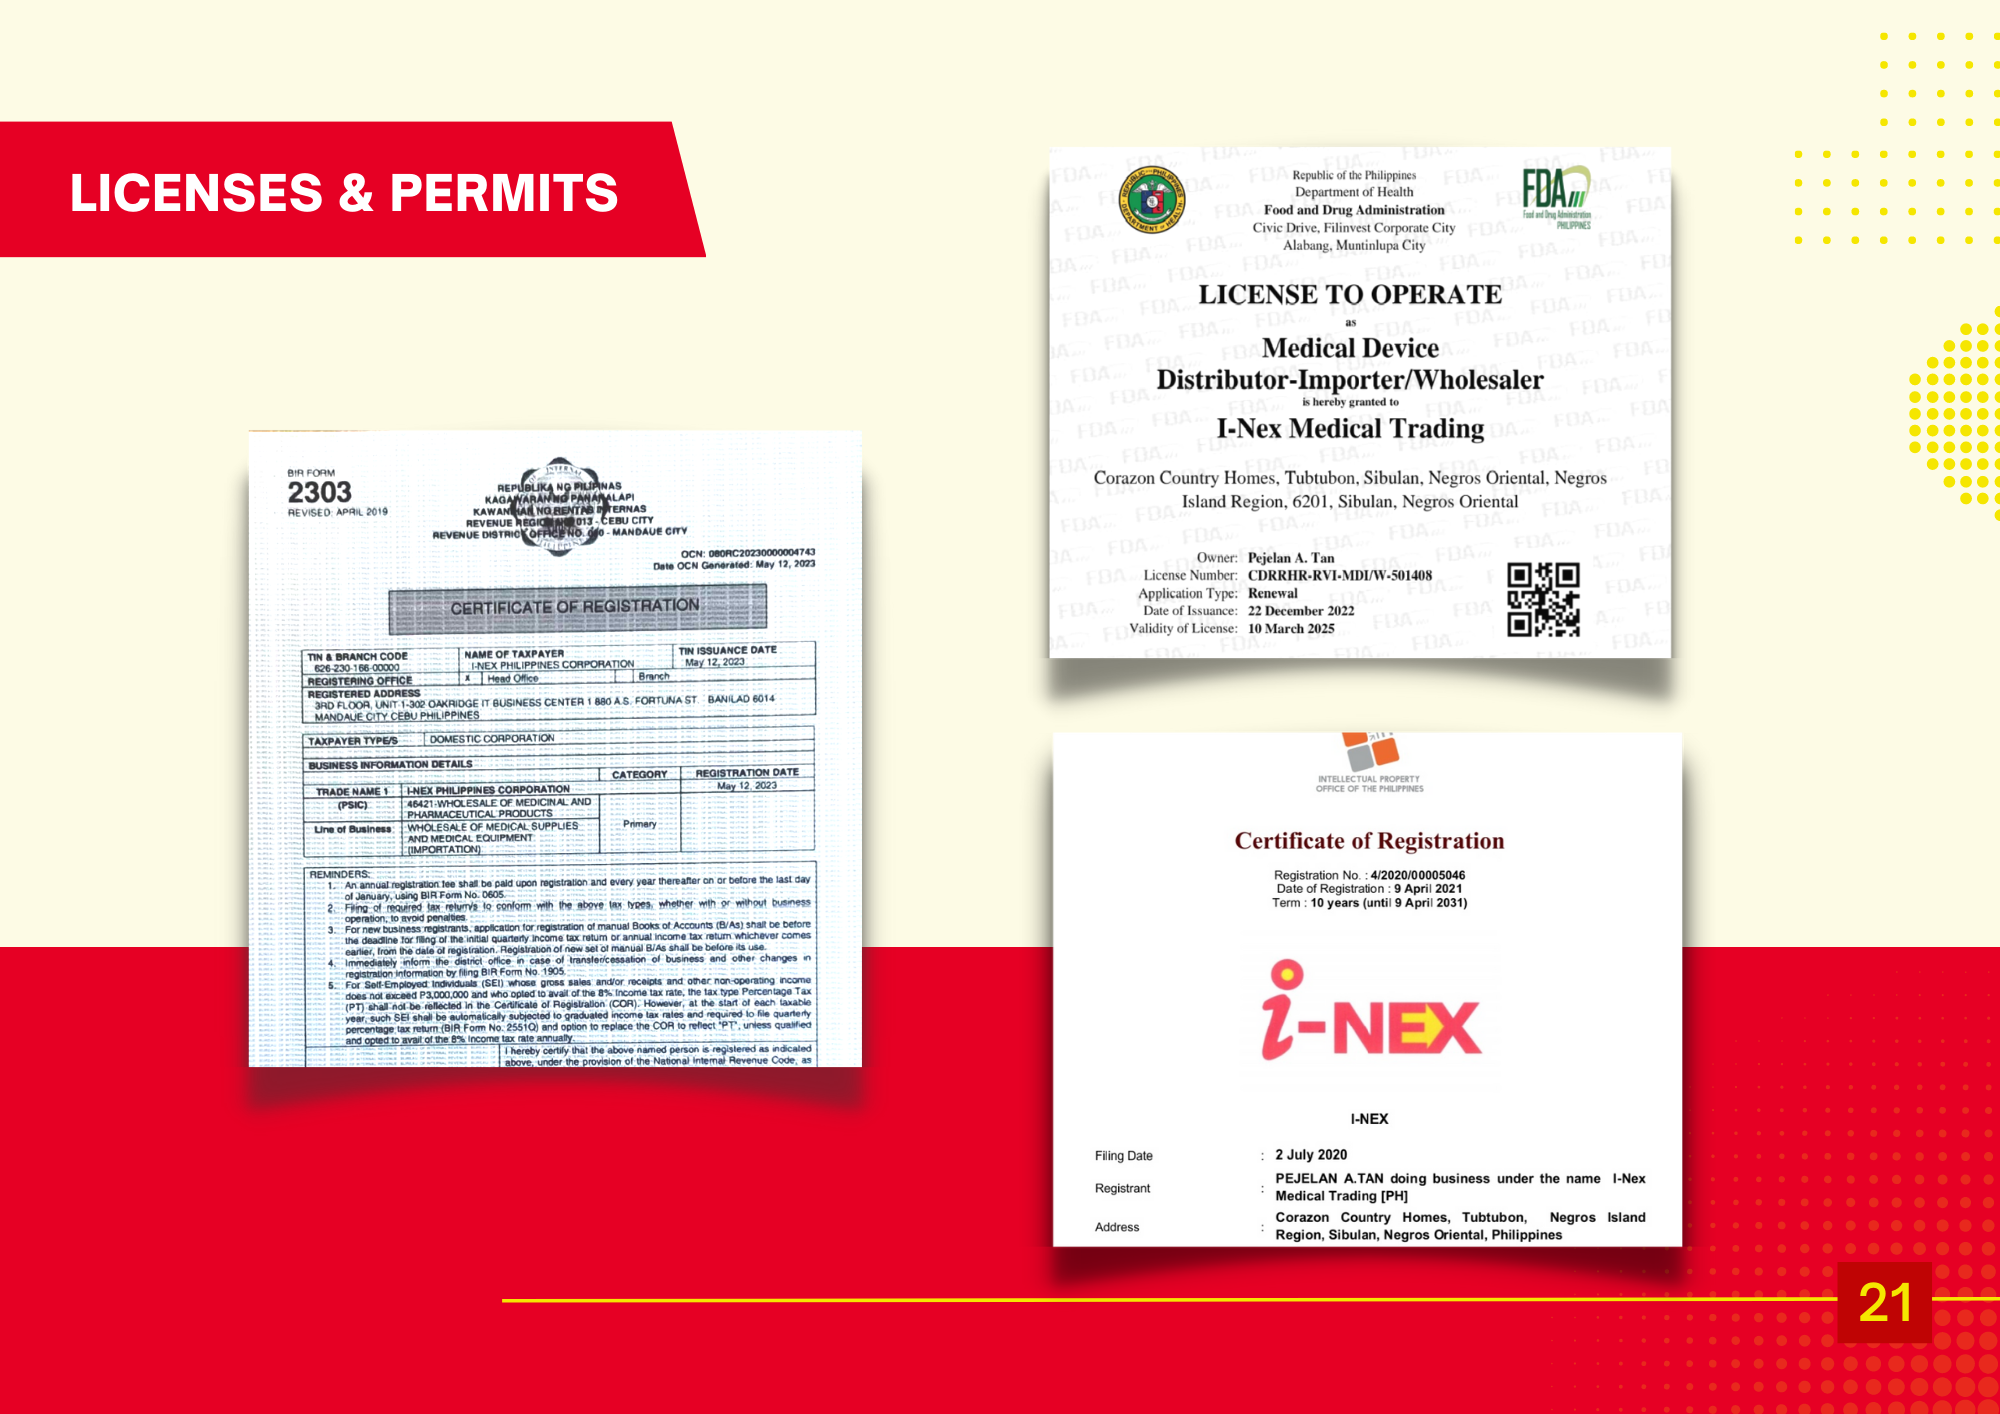 LICENSES & PERMITS
BIR FORM
2303
REVISED: APRIL 2019
REPUBLIKA NG PILIPINAS
KAGAWARAN NG PANANALAPI
KAWANIHAN NG RENTAS INTERNAS
REVENUE REGION NO. 013 - CEBU CITY
REVENUE DISTRICT OFFICE NO. 080 - MANDAUE CITY
OCN: 080RC20230000004743
Date OCN Generated: May 12, 2023
CERTIFICATE OF REGISTRATION
TIN & BRANCH CODE
626-230-166-00000
NAME OF TAXPAYER
I-NEX PHILIPPINES CORPORATION
TIN ISSUANCE DATE
May 12, 2023
REGISTERING OFFICE
X Head Office
Branch
REGISTERED ADDRESS
3RD FLOOR, UNIT 1-302 OAKRIDGE IT BUSINESS CENTER 1 880 A.S. FORTUNA ST. BANILAD 6014
MANDAUE CITY CEBU PHILIPPINES
TAXPAYER TYPE/S
DOMESTIC CORPORATION
BUSINESS INFORMATION DETAILS
CATEGORY
REGISTRATION DATE
TRADE NAME 1
I-NEX PHILIPPINES CORPORATION
May 12, 2023
(PSIC)
46421-WHOLESALE OF MEDICINAL AND
PHARMACEUTICAL PRODUCTS
Line of Business
WHOLESALE OF MEDICAL SUPPLIES
AND MEDICAL EQUIPMENT
(IMPORTATION)
Primary
REMINDERS:
1. An annual registration fee shall be paid upon registration and every year thereafter on or before the last day
of January, using BIR Form No. 0605.
2. Filing of required tax return/s to conform with the above tax types, whether with or without business
operation, to avoid penalties.
3. For new business registrants, application for registration of manual Books of Accounts (B/As) shall be before
the deadline for filing of the initial quarterly income tax return or annual income tax return whichever comes
earlier, from the date of registration. Registration of new set of manual B/As shall be before its use.
4. Immediately inform the district office in case of transfer/cessation of business and other changes in
registration information by filing BIR Form No. 1905.
5. For Self-Employed Individuals (SEI) whose gross sales and/or receipts and other non-operating income
does not exceed P3,000,000 and who opted to avail of the 8% income tax rate, the tax type Percentage Tax
(PT) shall not be reflected in the Certificate of Registration (COR). However, at the start of each taxable
year, such SEI shall be automatically subjected to graduated income tax rates and required to file quarterly
percentage tax return (BIR Form No. 2551Q) and option to replace the COR to reflect "PT", unless qualified
and opted to avail of the 8% Income tax rate annually.
I hereby certify that the above named person is registered as indicated
above, under the provision of the National Internal Revenue Code, as
Republic of the Philippines
Department of Health
Food and Drug Administration
Civic Drive, Filinvest Corporate City
Alabang, Muntinlupa City
FDA
Food and Drug Administration
PHILIPPINES
LICENSE TO OPERATE
as
Medical Device
Distributor-Importer/Wholesaler
is hereby granted to
I-Nex Medical Trading
Corazon Country Homes, Tubtubon, Sibulan, Negros Oriental, Negros
Island Region, 6201, Sibulan, Negros Oriental
Owner: Pejelan A. Tan
License Number: CDRRHR-RVI-MDI/W-501408
Application Type: Renewal
Date of Issuance: 22 December 2022
Validity of License: 10 March 2025
INTELLECTUAL PROPERTY
OFFICE OF THE PHILIPPINES
Certificate of Registration
Registration No. : 4/2020/00005046
Date of Registration : 9 April 2021
Term : 10 years (until 9 April 2031)
i-NEX
I-NEX
Filing Date : 2 July 2020
Registrant : PEJELAN A.TAN doing business under the name I-Nex
Medical Trading [PH]
Address : Corazon Country Homes, Tubtubon, Negros Island
Region, Sibulan, Negros Oriental, Philippines
21